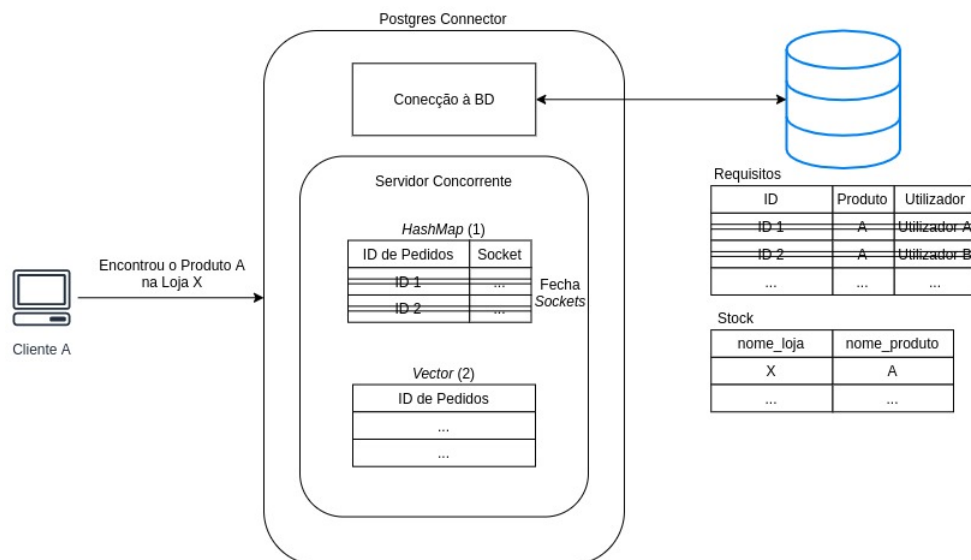 Postgres Connector
Conecção à BD
Servidor Concorrente
HashMap (1)
ID de Pedidos Socket
ID 1 ...
ID 2 ...
Fecha
Sockets
Vector (2)
ID de Pedidos
...
...
Encontrou o Produto A
na Loja X
Cliente A
Requisitos
ID Produto Utilizador
ID 1 A Utilizador A
ID 2 A Utilizador B
... ... ...
Stock
nome_loja nome_produto
X A
... ...